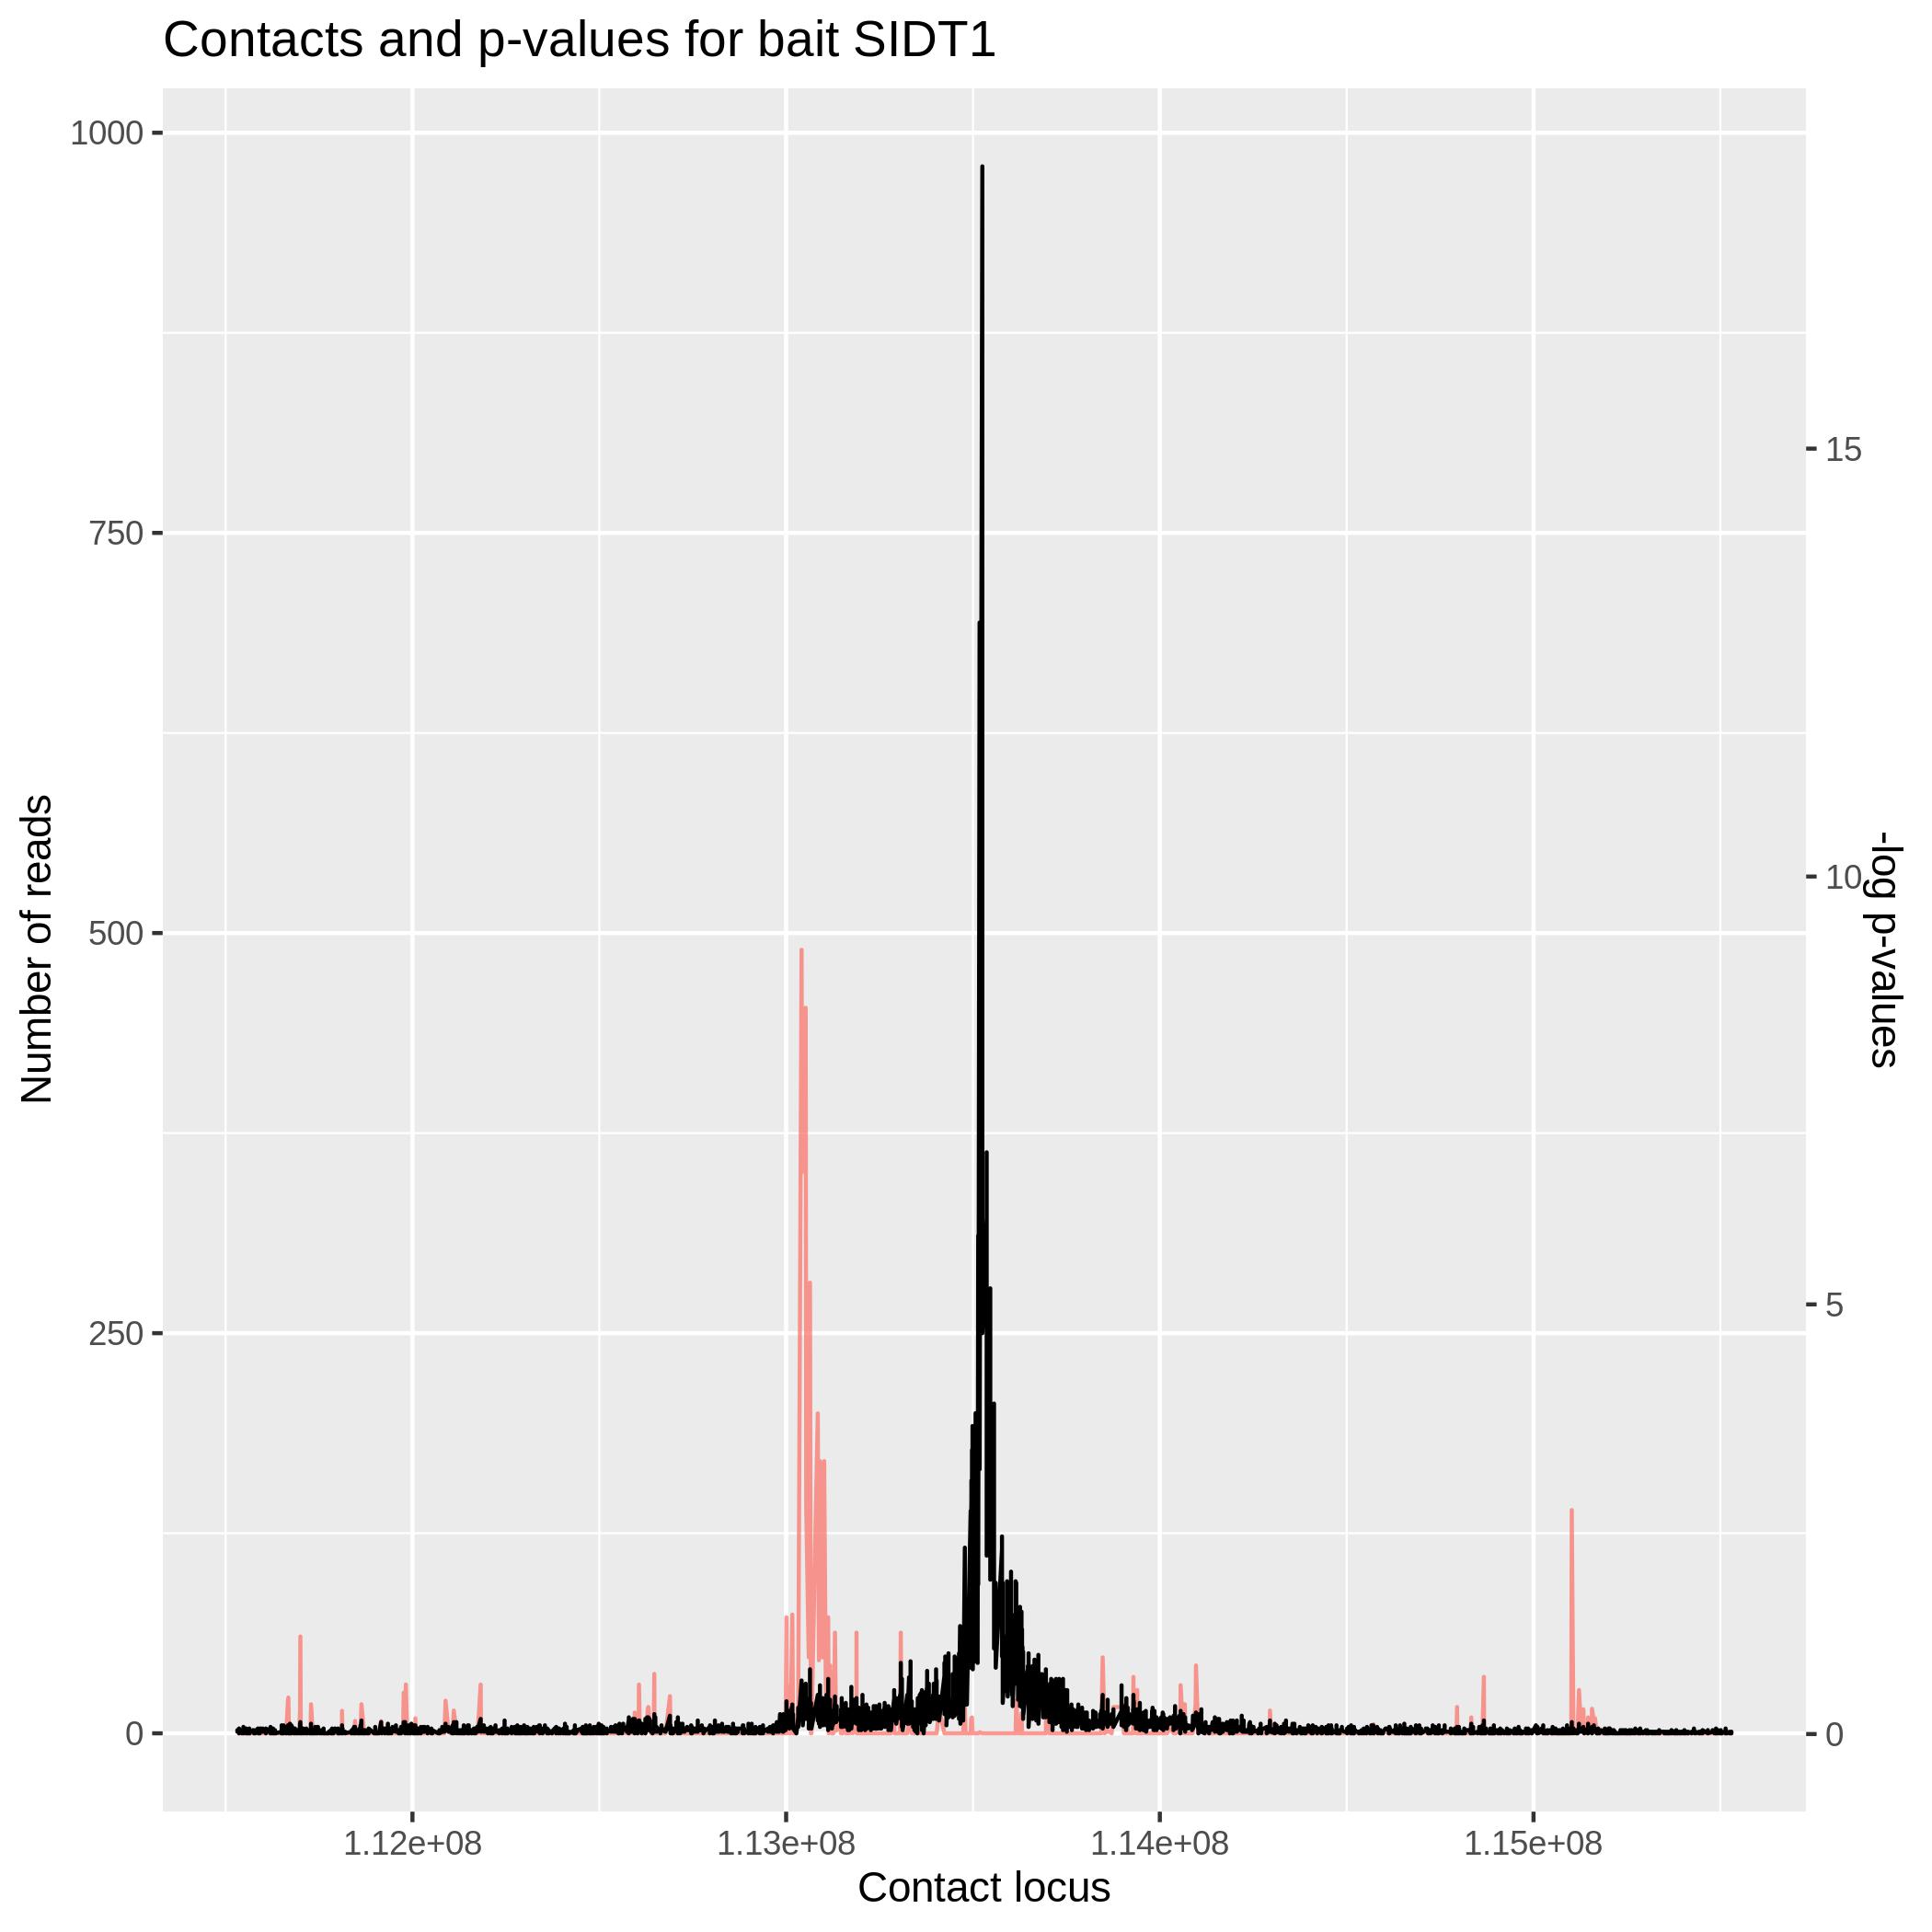 Contacts and p-values for bait SIDT1
1000
750
500
250
0
Number of reads
15
10
5
0
-log p-values
1.12e+08
1.13e+08
1.14e+08
1.15e+08
Contact locus